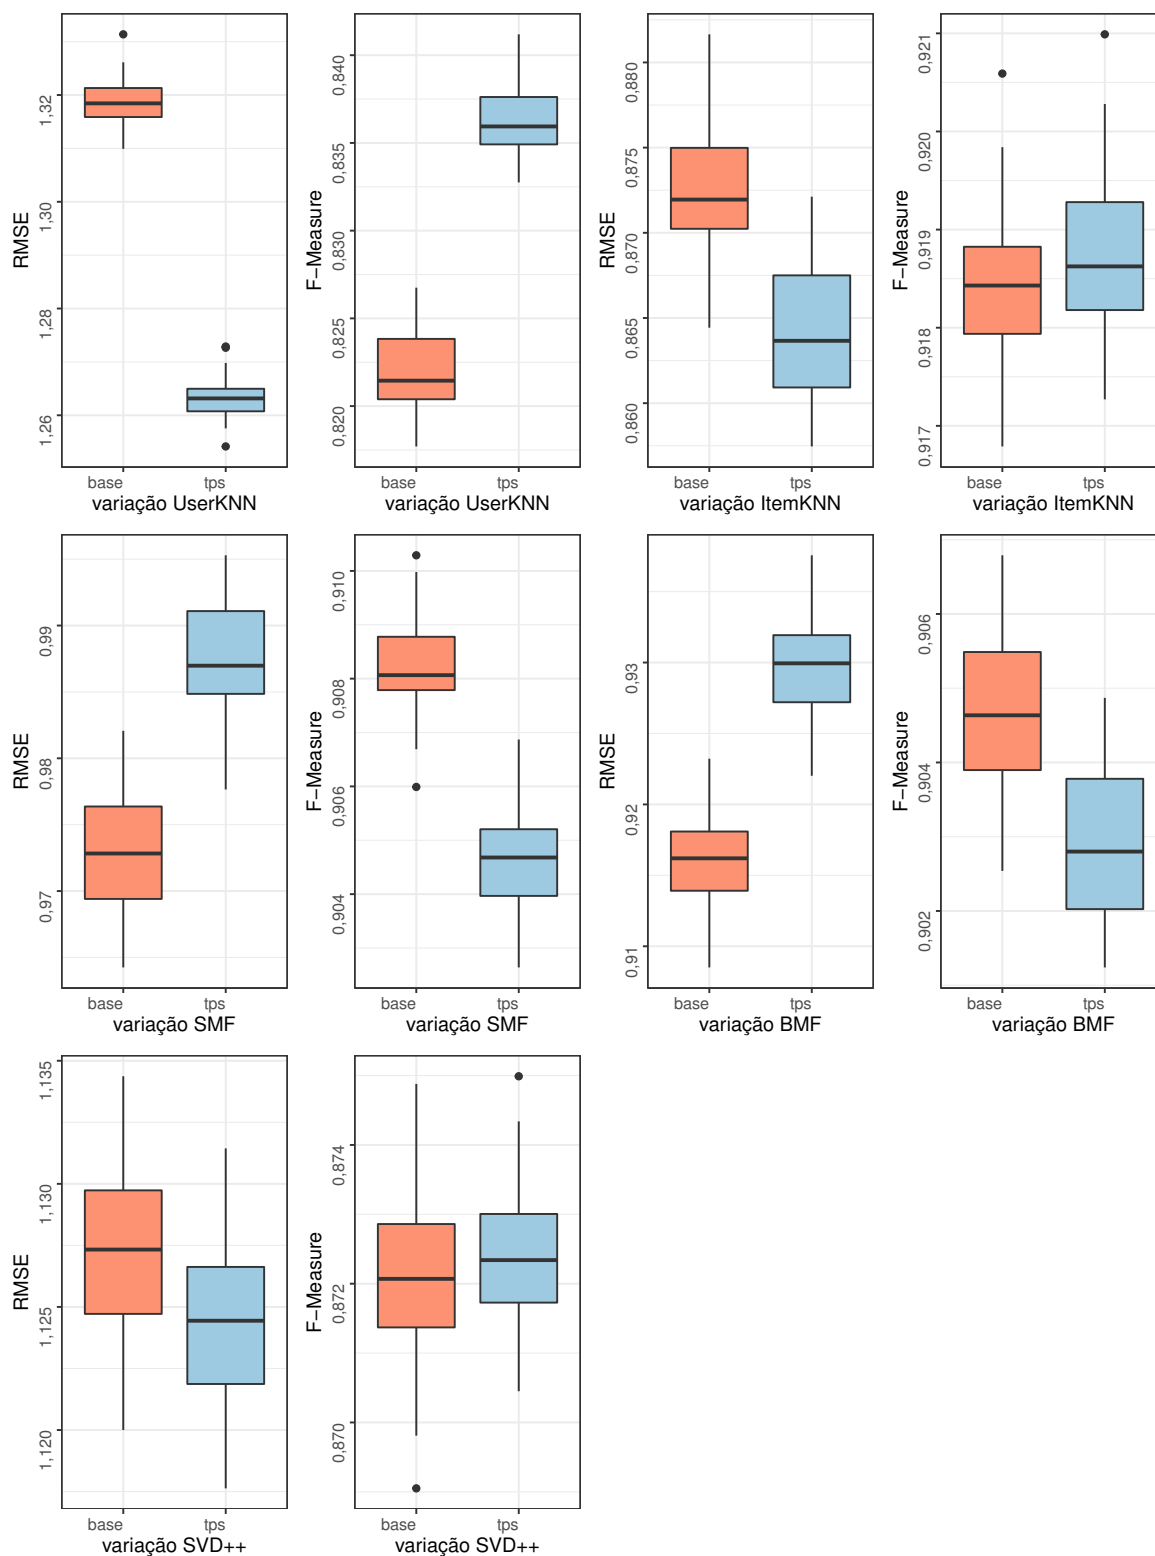 RMSE
1,32
1,30
1,28
1,26
base
tps
variação UserKNN
F−Measure
0,840
0,835
0,830
0,825
0,820
base
tps
variação UserKNN
RMSE
0,880
0,875
0,870
0,865
0,860
base
tps
variação ItemKNN
F−Measure
0,921
0,920
0,919
0,918
0,917
base
tps
variação ItemKNN
RMSE
0,99
0,98
0,97
base
tps
variação SMF
F−Measure
0,910
0,908
0,906
0,904
base
tps
variação SMF
RMSE
0,93
0,92
0,91
base
tps
variação BMF
F−Measure
0,906
0,904
0,902
base
tps
variação BMF
RMSE
1,135
1,130
1,125
1,120
base
tps
variação SVD++
F−Measure
0,874
0,872
0,870
base
tps
variação SVD++